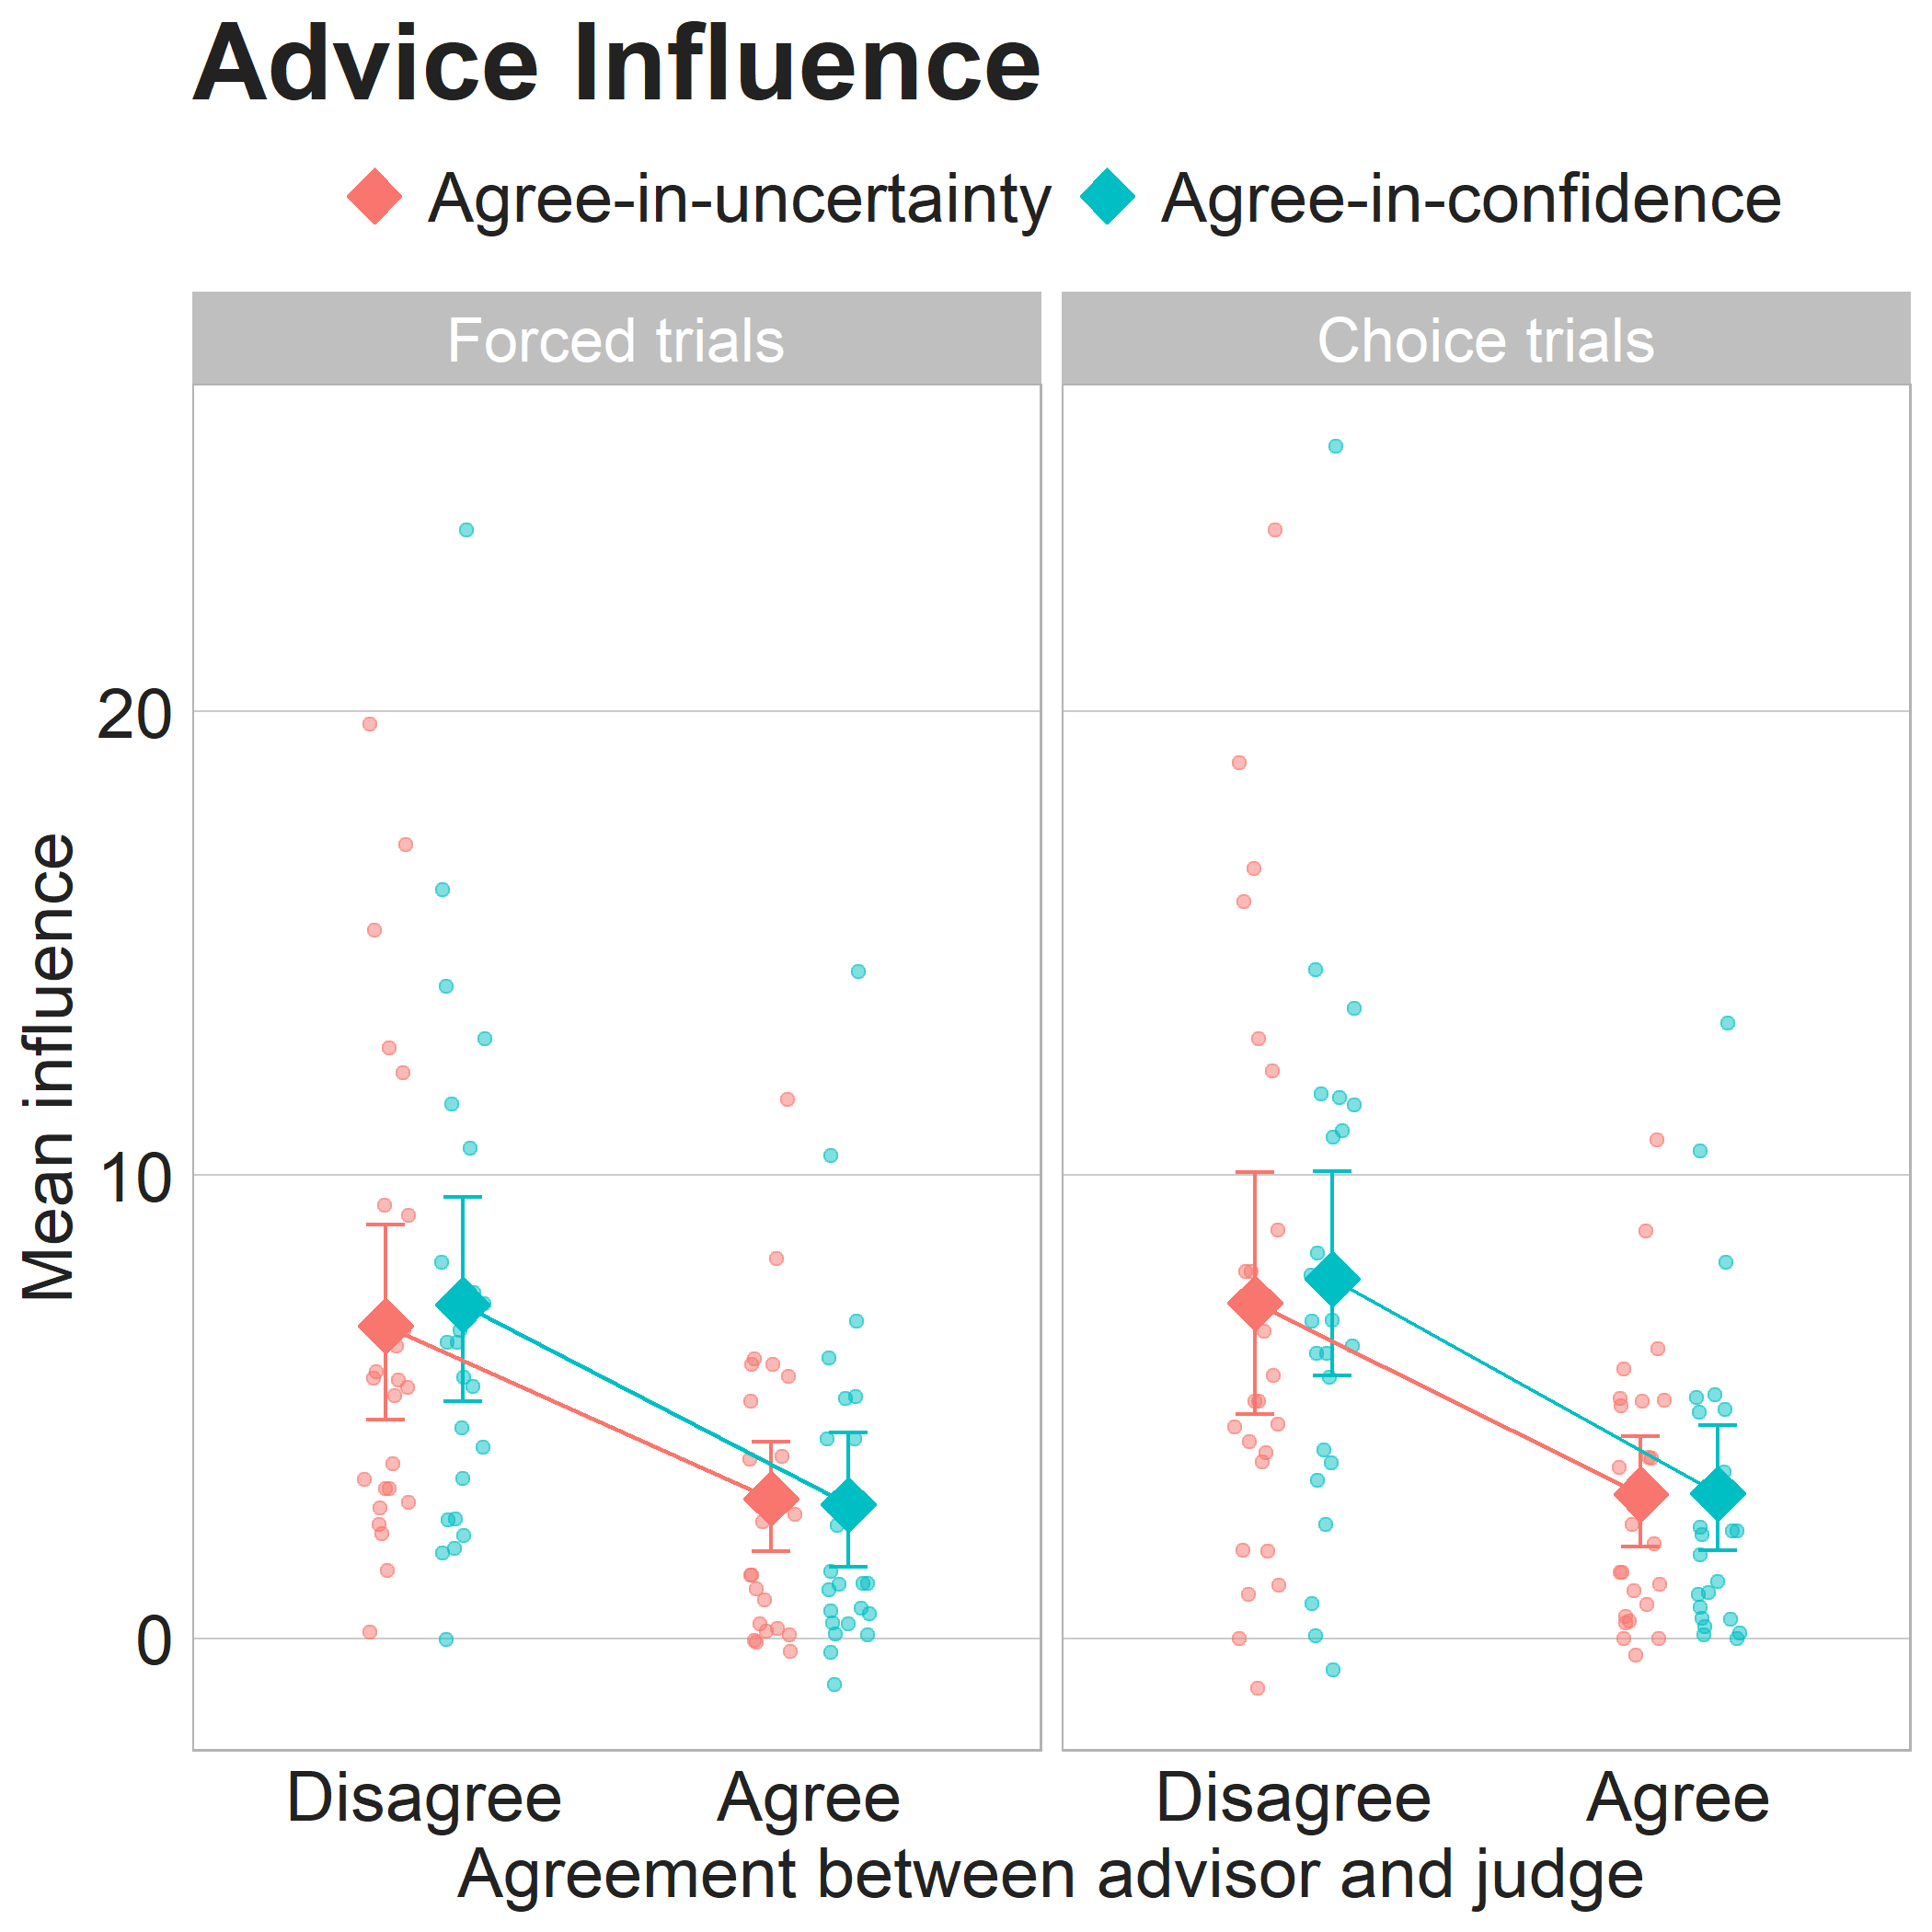 Advice Influence
Agree-in-uncertainty Agree-in-confidence
Forced trials Choice trials
20
10
0
Mean influence
Disagree Agree Disagree Agree
Agreement between advisor and judge